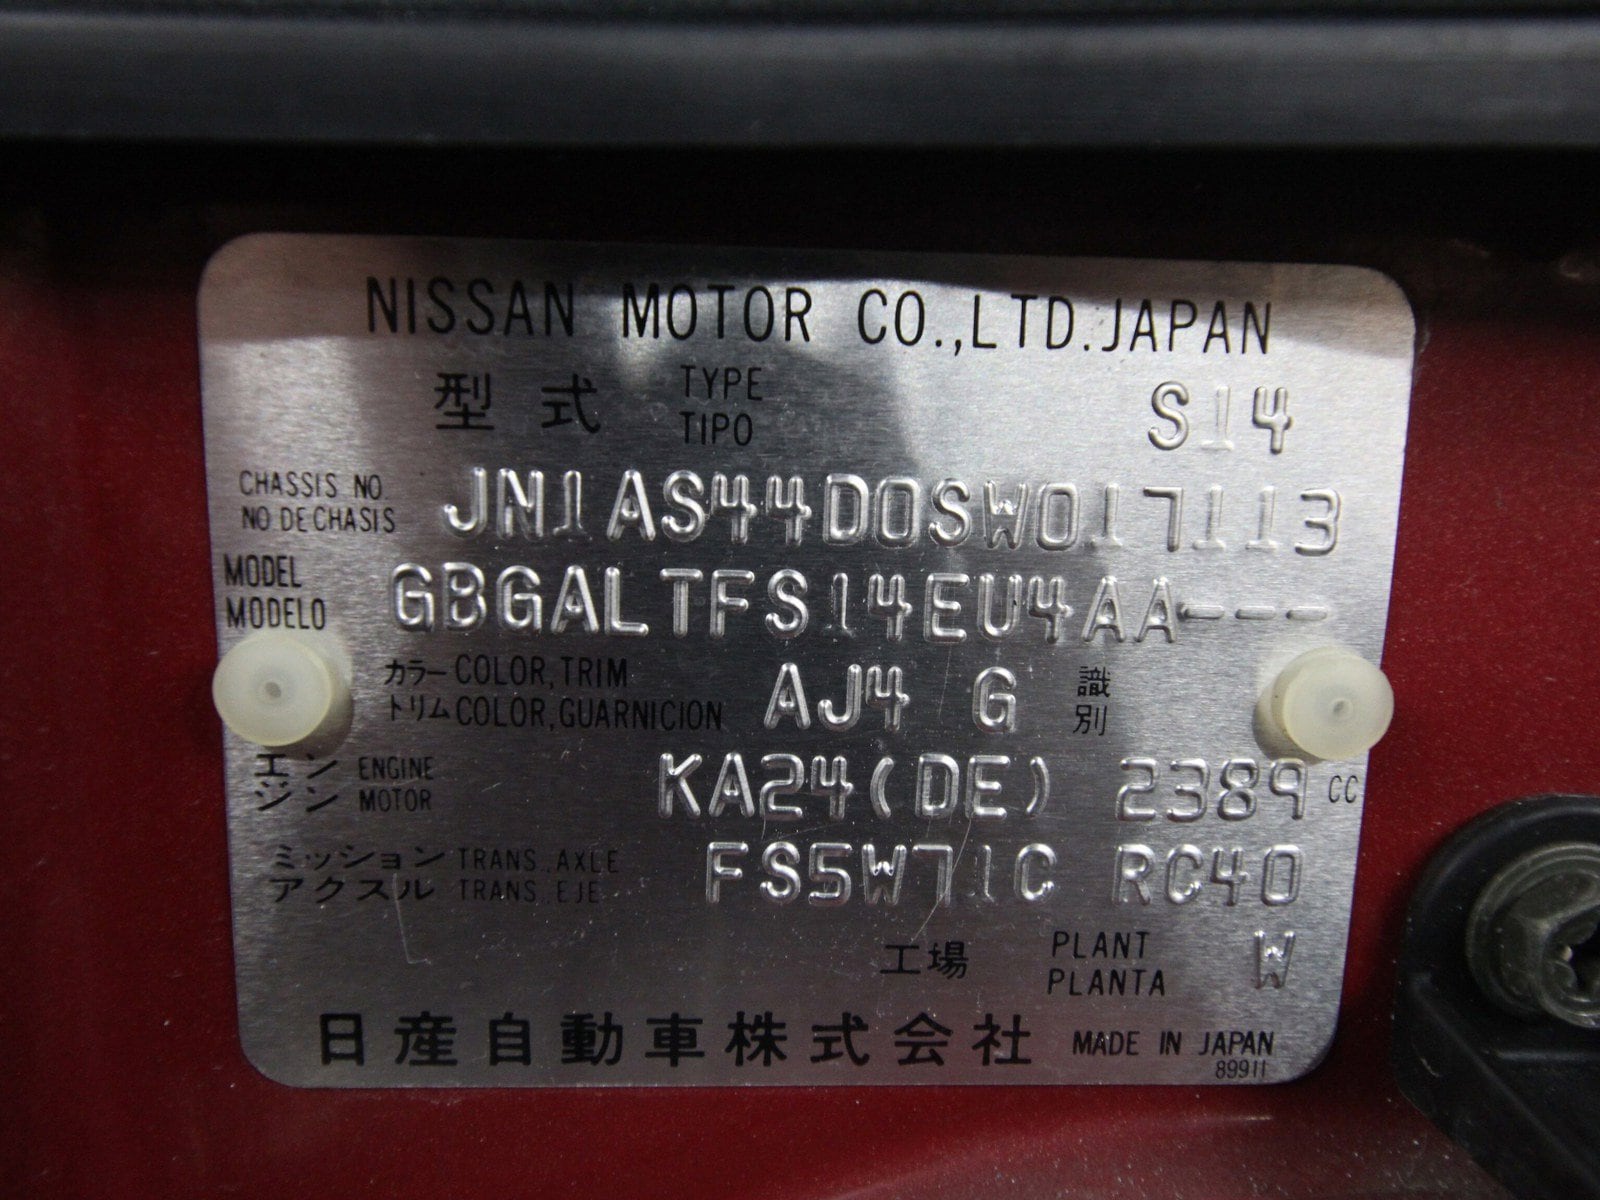 NISSAN MOTOR CO.,LTD.JAPAN
型式 TYPE TIPO S14
CHASSIS NO. NO DE CHASIS JN1AS44D0SW017113
MODEL MODELO GBGALTFS14EU4AA---
カラー COLOR,TRIM
トリム COLOR,GUARNICION AJ4 G 識別
エンジン ENGINE MOTOR KA24(DE) 2389 CC
ミッション TRANS.,AXLE
アクスル TRANS.,EJE FS5W71C RC40
工場 PLANT PLANTA W
日産自動車株式会社 MADE IN JAPAN
89911